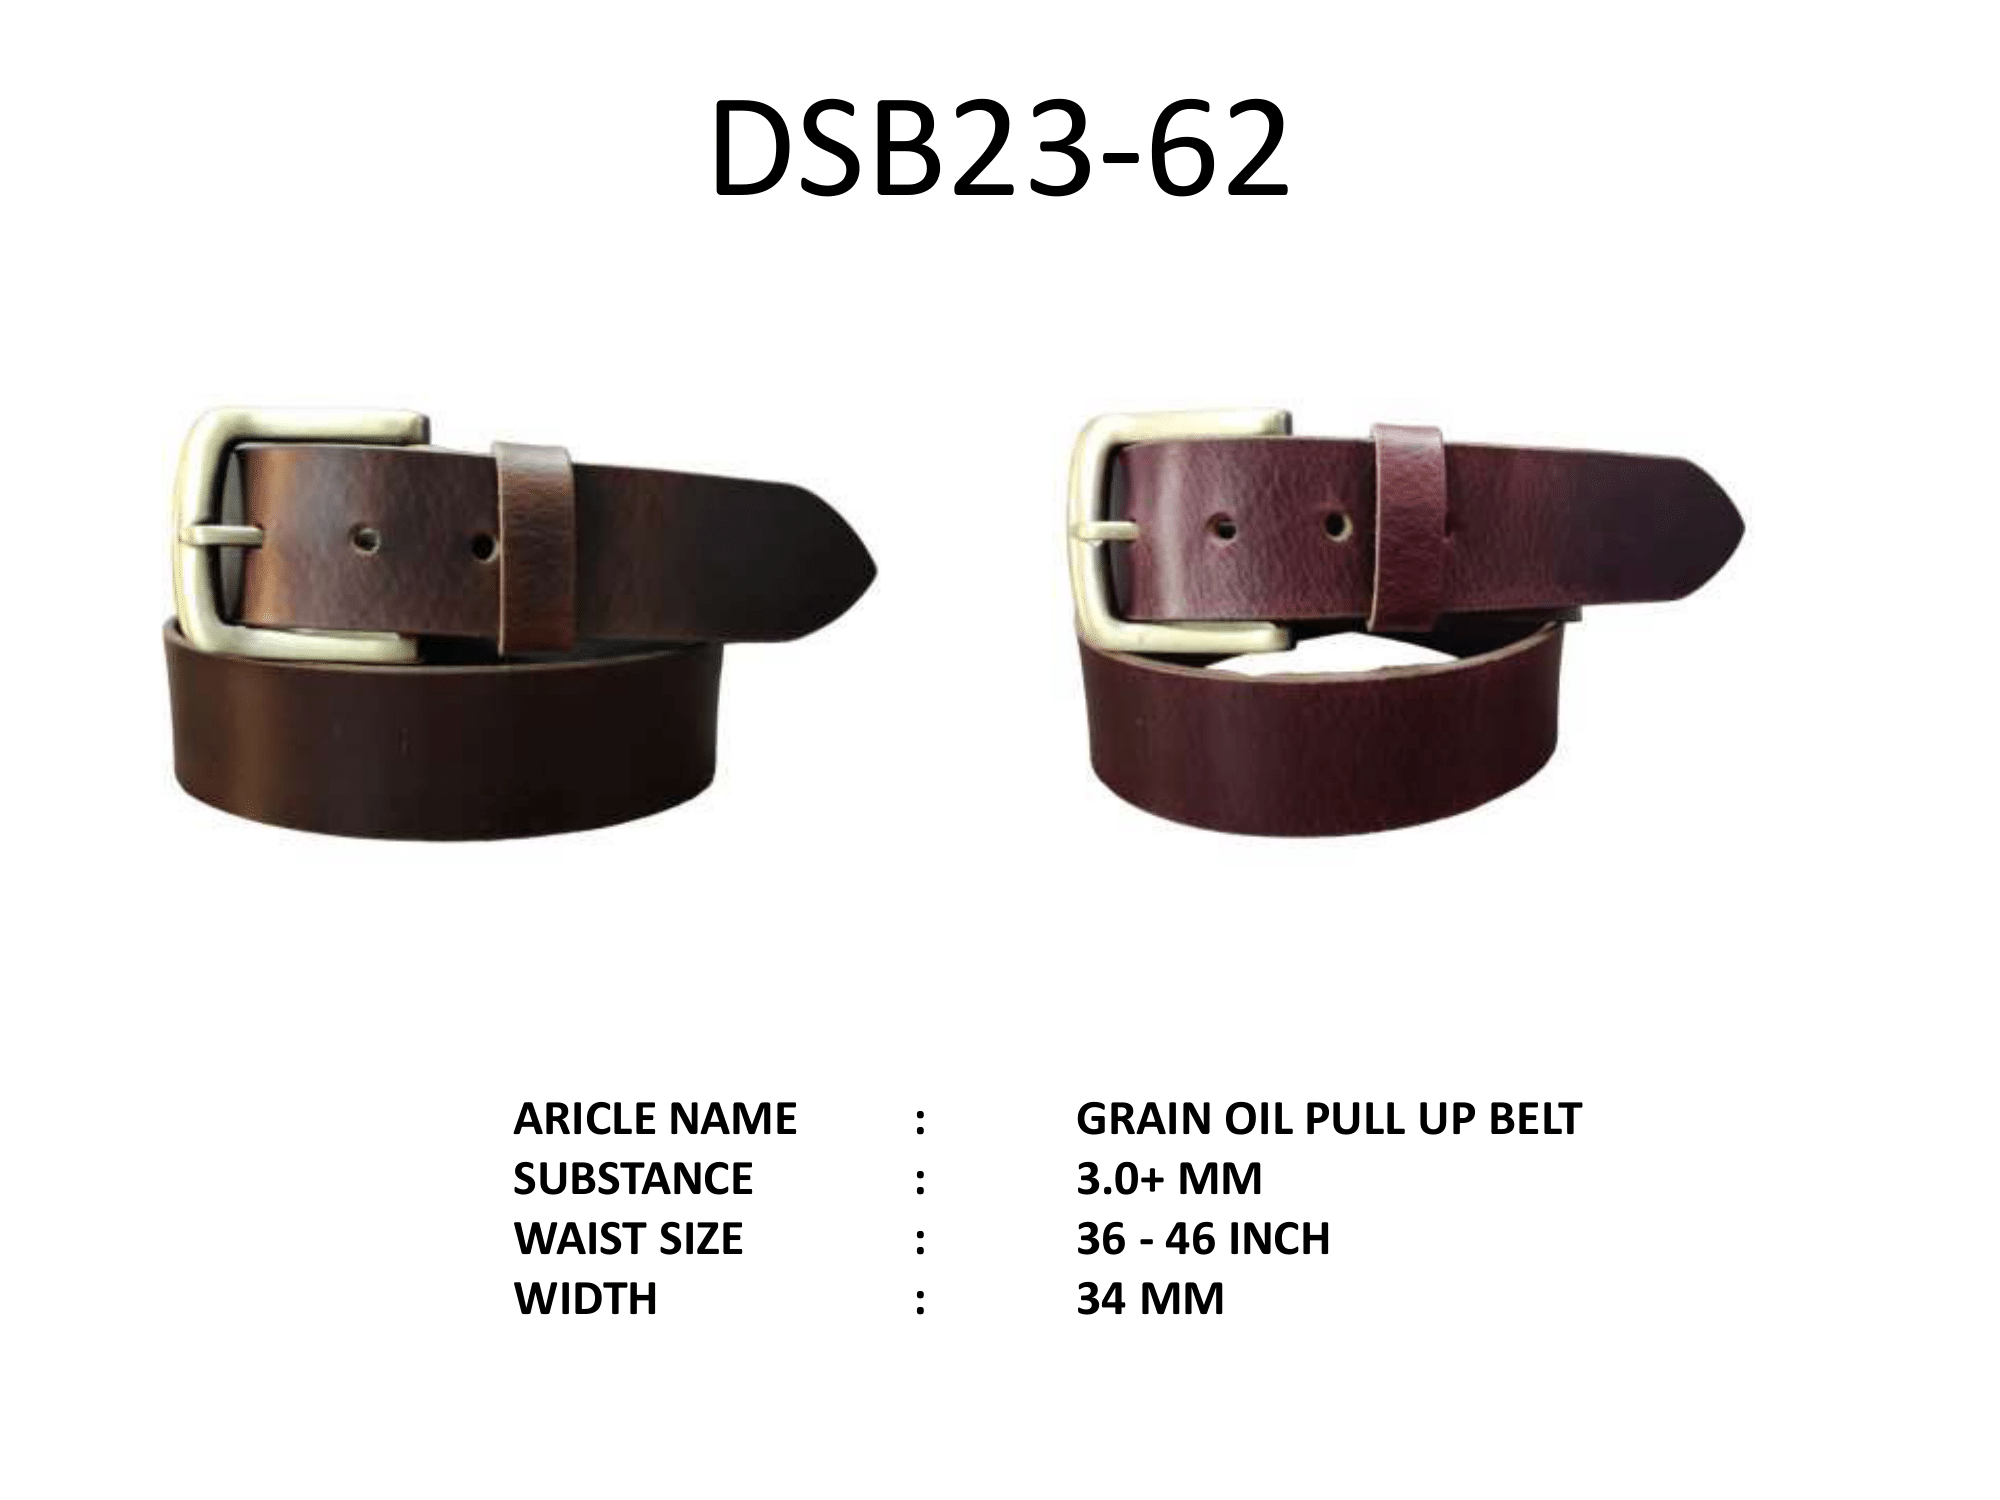 DSB23-62
ARICLE NAME : GRAIN OIL PULL UP BELT
SUBSTANCE : 3.0+ MM
WAIST SIZE : 36 - 46 INCH
WIDTH : 34 MM